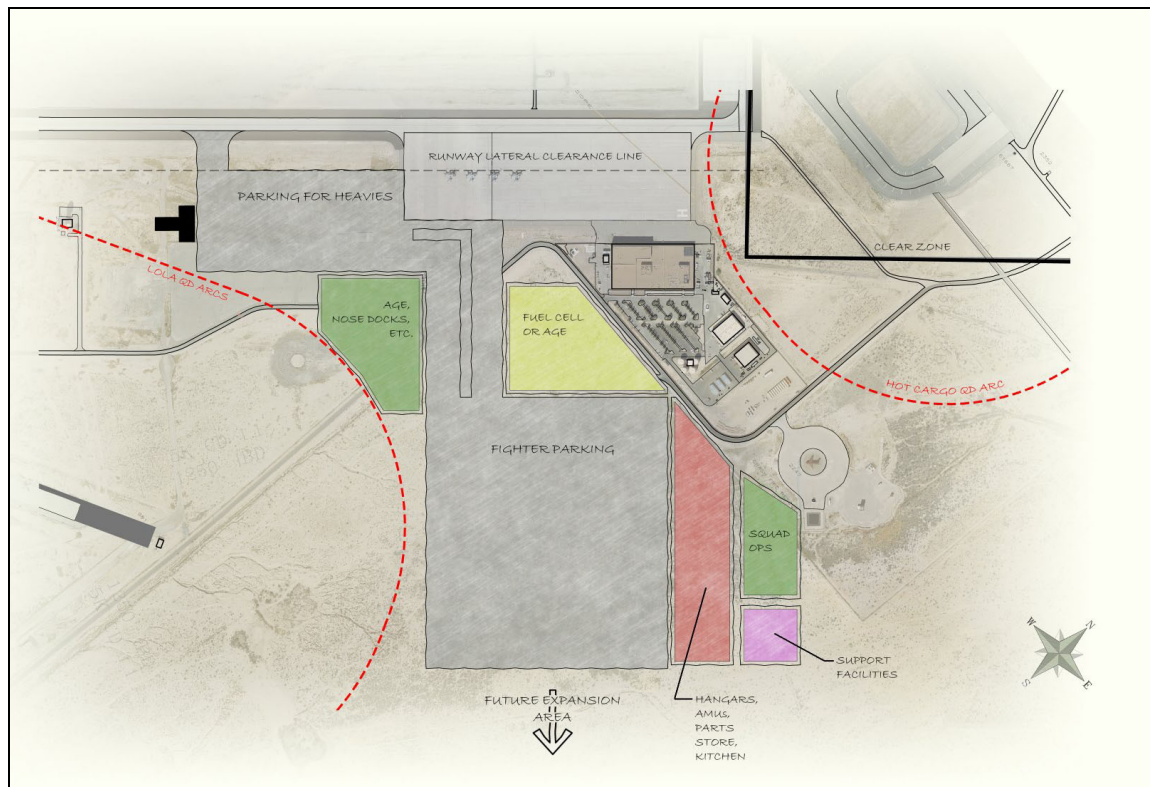 RUNWAY LATERAL CLEARANCE LINE
PARKING FOR HEAVIES
CLEAR ZONE
LOLA QD ARCS
AGE,
NOSE DOCKS,
ETC.
FUEL CELL
OR AGE
HOT CARGO QD ARC
FIGHTER PARKING
SQUAD
OPS
SUPPORT
FACILITIES
FUTURE EXPANSION
AREA
HANGARS,
AMUs,
PARTS
STORE,
KITCHEN
W
N
S
E
H